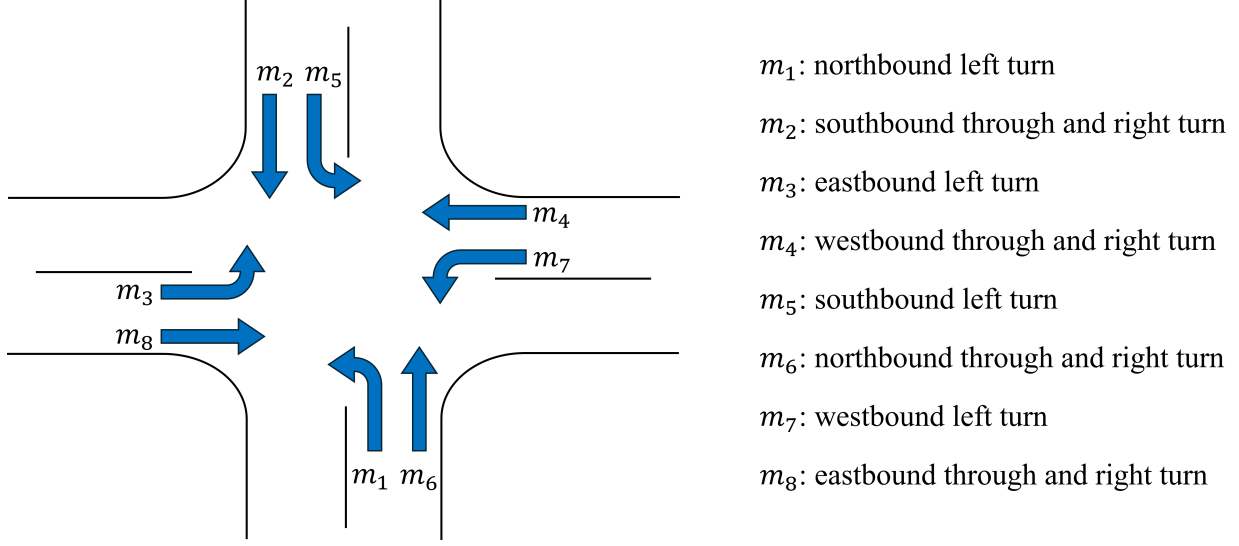 m₂ m₅
m₄
m₇
m₃
m₈
m₁ m₆
m₁: northbound left turn
m₂: southbound through and right turn
m₃: eastbound left turn
m₄: westbound through and right turn
m₅: southbound left turn
m₆: northbound through and right turn
m₇: westbound left turn
m₈: eastbound through and right turn